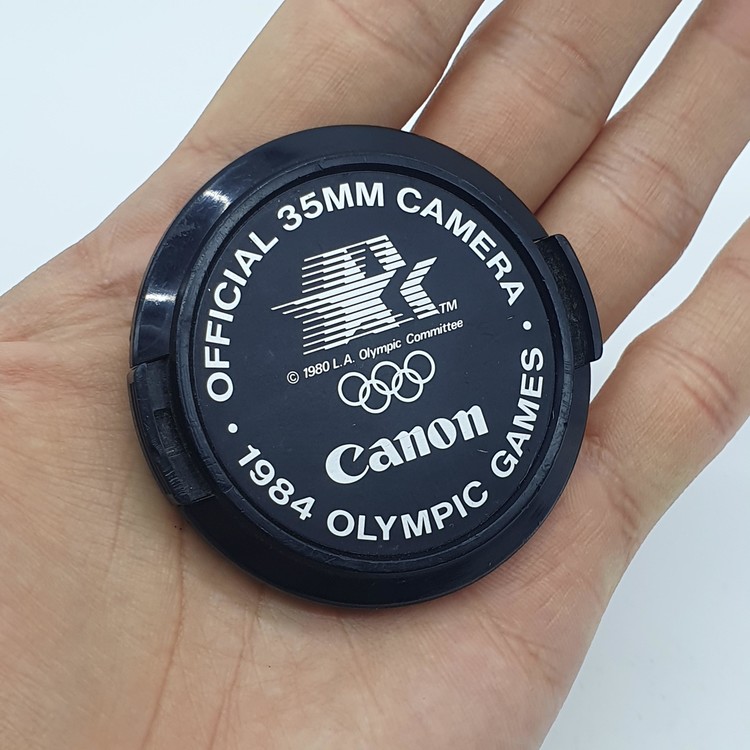 • OFFICIAL 35MM CAMERA •
TM
© 1980 L.A. Olympic Committee
Canon
1984 OLYMPIC GAMES